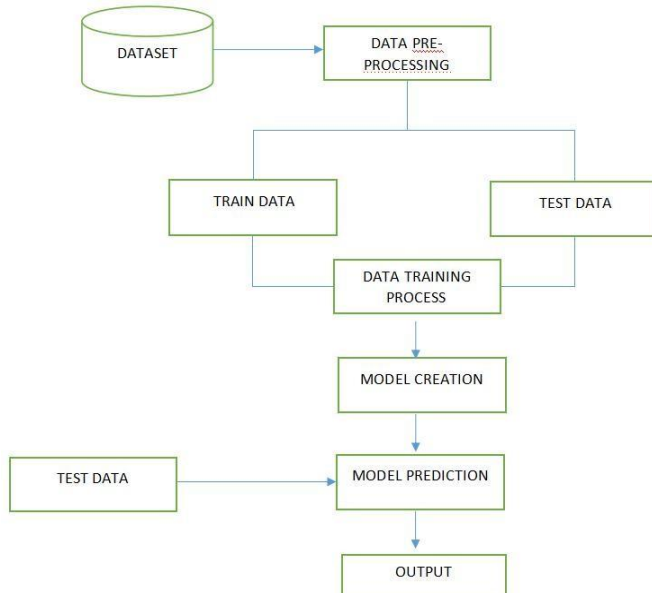 DATASET
DATA PRE-
PROCESSING
TRAIN DATA
TEST DATA
DATA TRAINING
PROCESS
MODEL CREATION
TEST DATA
MODEL PREDICTION
OUTPUT